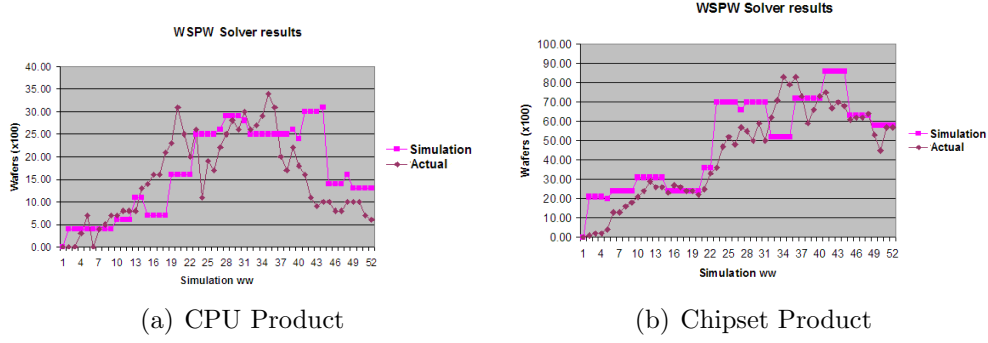 WSPW Solver results
40.00
35.00
30.00
25.00
20.00
15.00
10.00
5.00
0.00
Wafers (x100)
1 4 7 10 13 16 19 22 25 28 31 34 37 40 43 46 49 52
Simulation ww
Simulation
Actual
(a) CPU Product
WSPW Solver results
100.00
90.00
80.00
70.00
60.00
50.00
40.00
30.00
20.00
10.00
0.00
Wafers (x100)
1 4 7 10 13 16 19 22 25 28 31 34 37 40 43 46 49 52
Simulation ww
Simulation
Actual
(b) Chipset Product